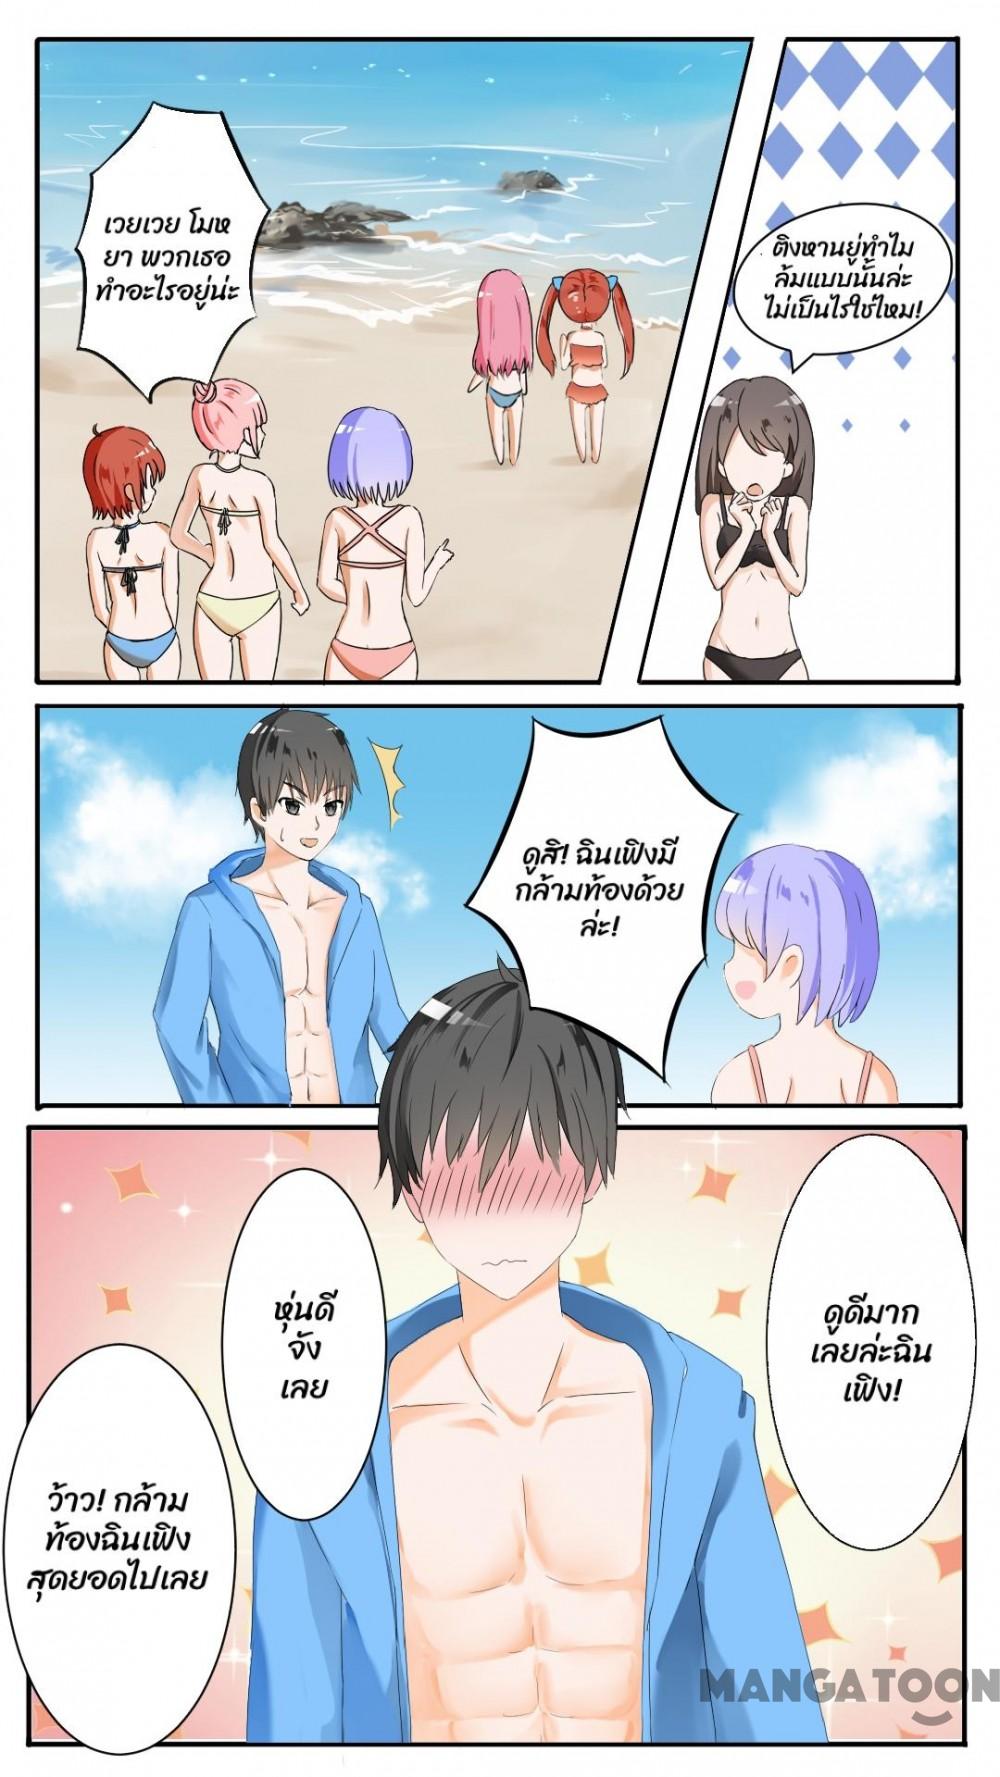 เวยเวย โมห
ยา พวกเธอ
ทำอะไรอยู่น่ะ
ติงหานยู่ทำไม
ล้มแบบนั้นล่ะ
ไม่เป็นไรใช่ไหม!
ดูสิ! ฉินเฟิงมี
กล้ามท้องด้วย
ล่ะ!
ดูดีมาก
เลยล่ะฉิน
เฟิง!
หุ่นดี
จัง
เลย
ว้าว! กล้าม
ท้องฉินเฟิง
สุดยอดไปเลย
MANGATOON